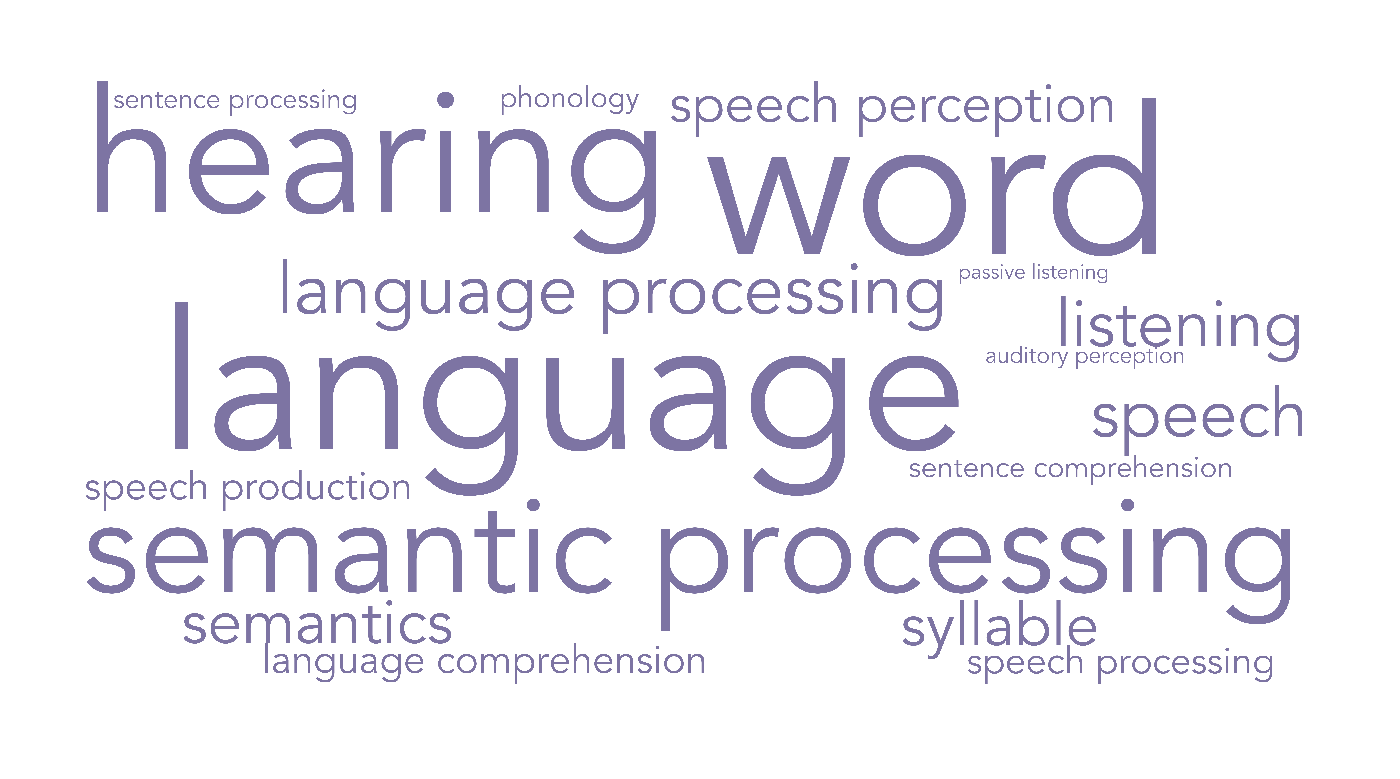 sentence processing
phonology
speech perception
hearing
word
language processing
passive listening
listening
auditory perception
language
speech
sentence comprehension
speech production
semantic processing
semantics
syllable
language comprehension
speech processing